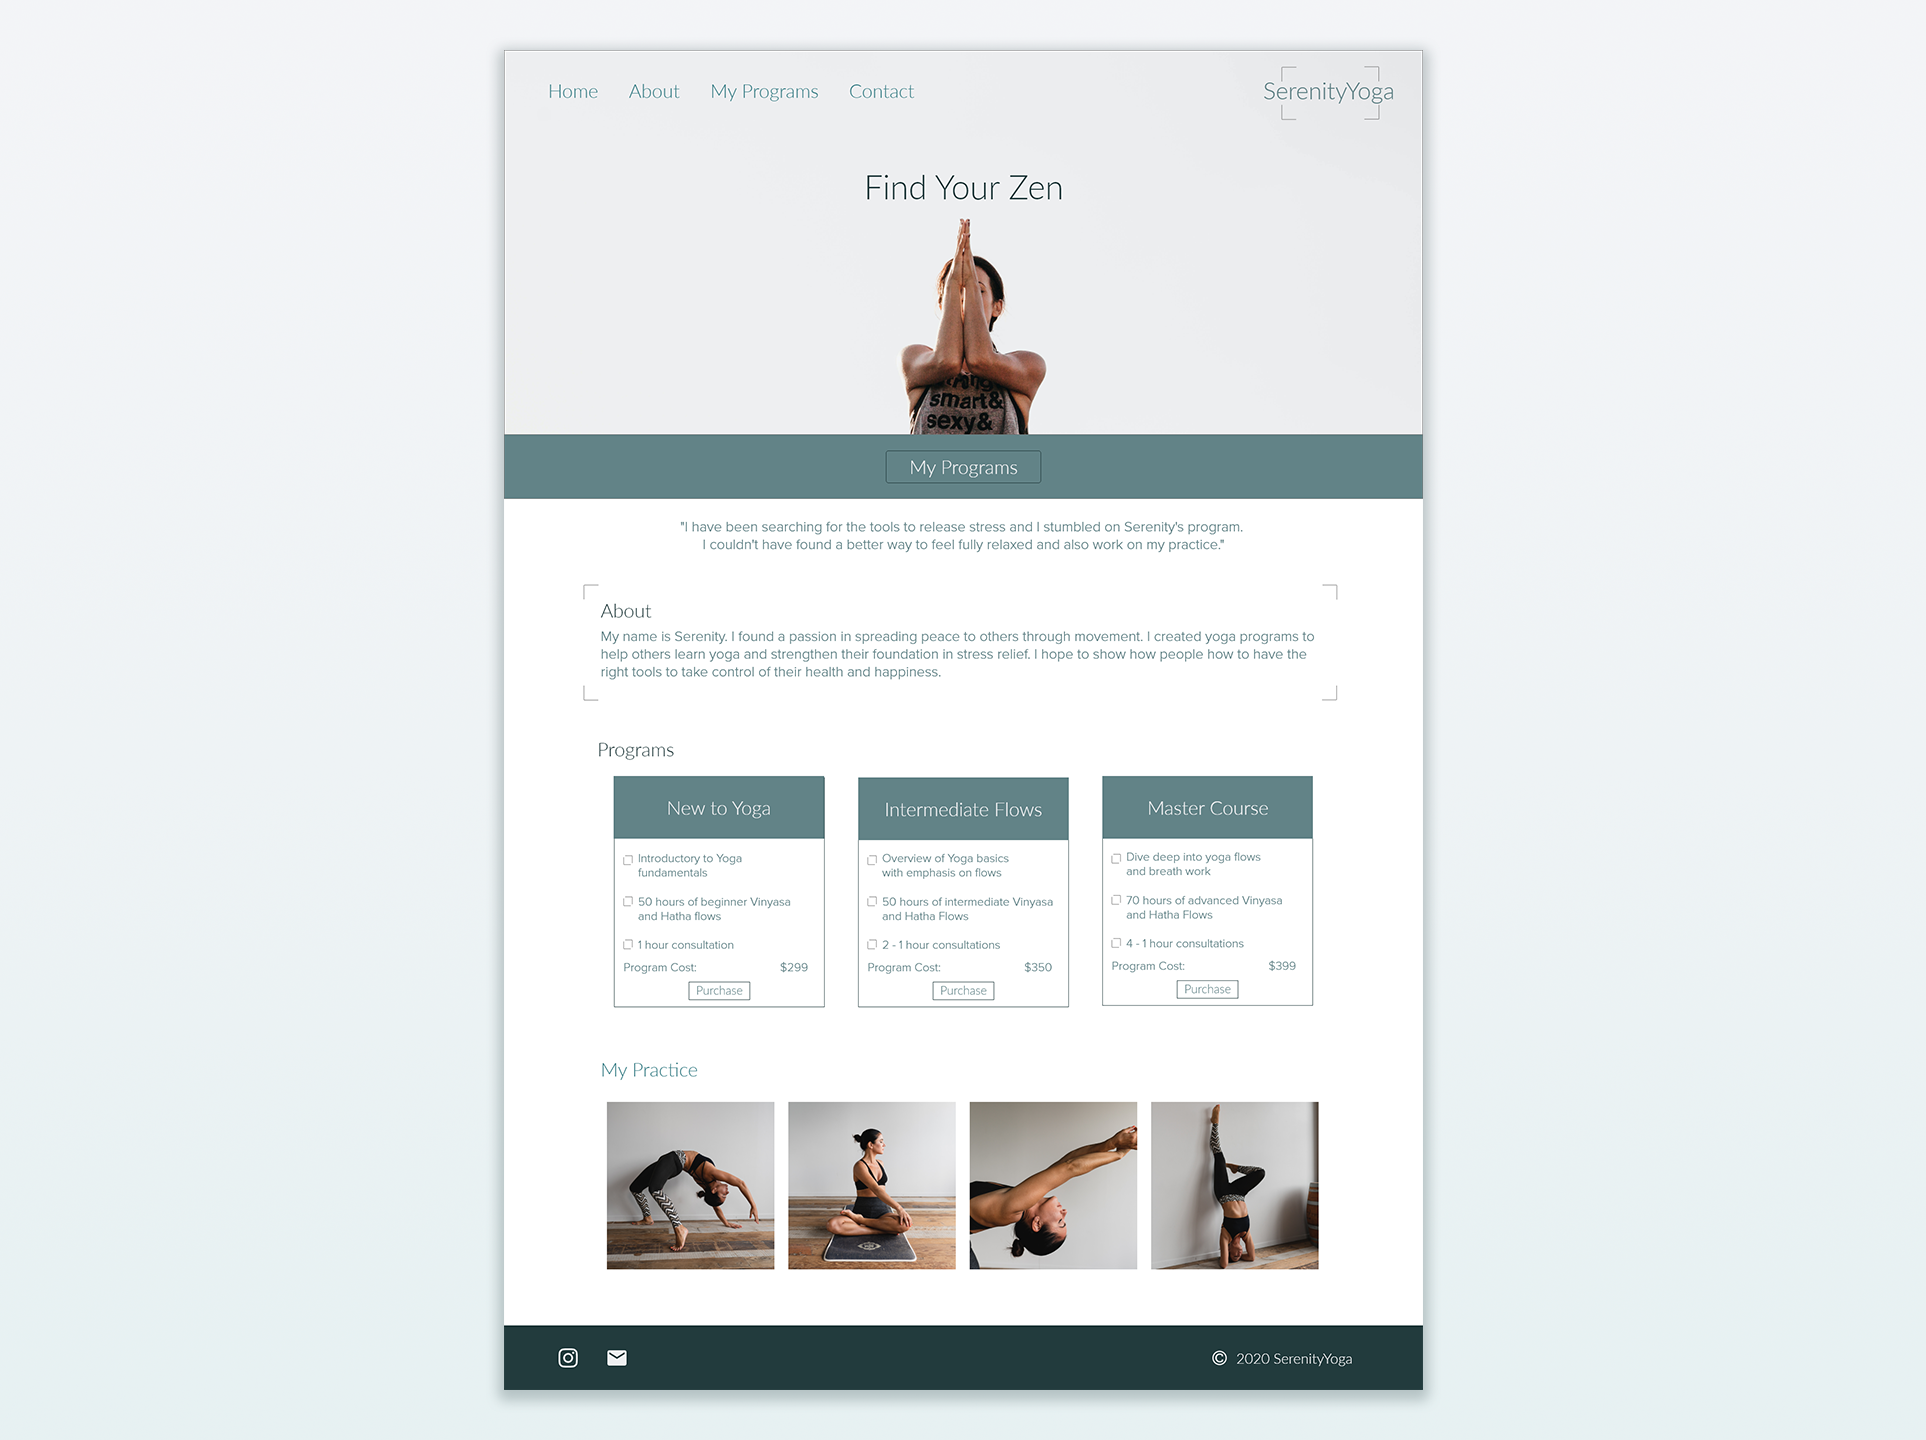 Home About My Programs Contact
SerenityYoga
Find Your Zen
smart&
sexy&
My Programs
"I have been searching for the tools to release stress and I stumbled on Serenity's program.
I couldn't have found a better way to feel fully relaxed and also work on my practice."
About
My name is Serenity. I found a passion in spreading peace to others through movement. I created yoga programs to
help others learn yoga and strengthen their foundation in stress relief. I hope to show how people how to have the
right tools to take control of their health and happiness.
Programs
New to Yoga
Introductory to Yoga
fundamentals
50 hours of beginner Vinyasa
and Hatha flows
1 hour consultation
Program Cost: $299
Purchase
Intermediate Flows
Overview of Yoga basics
with emphasis on flows
50 hours of intermediate Vinyasa
and Hatha Flows
2 - 1 hour consultations
Program Cost: $350
Purchase
Master Course
Dive deep into yoga flows
and breath work
70 hours of advanced Vinyasa
and Hatha Flows
4 - 1 hour consultations
Program Cost: $399
Purchase
My Practice
© 2020 SerenityYoga